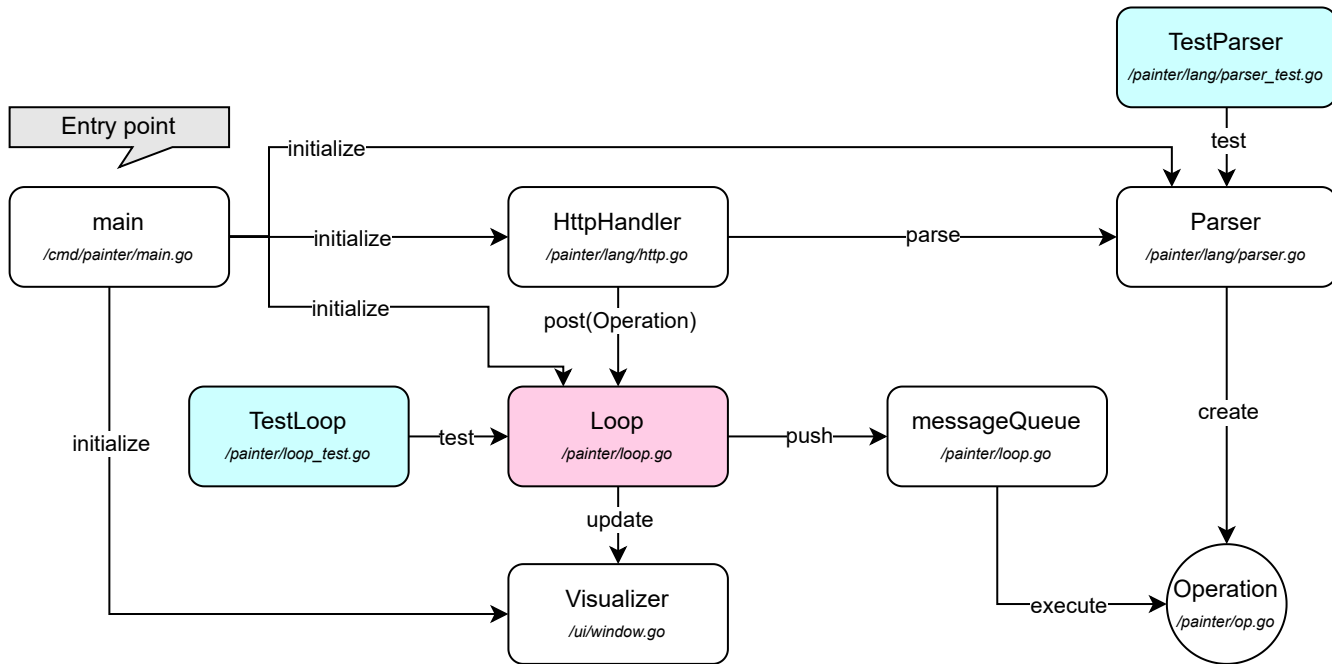 TestParser
/painter/lang/parser_test.go
Entry point
test
initialize
main
/cmd/painter/main.go
initialize
HttpHandler
/painter/lang/http.go
parse
Parser
/painter/lang/parser.go
initialize
post(Operation)
TestLoop
/painter/loop_test.go
test
Loop
/painter/loop.go
push
messageQueue
/painter/loop.go
create
initialize
update
Visualizer
/ui/window.go
execute
Operation
/painter/op.go